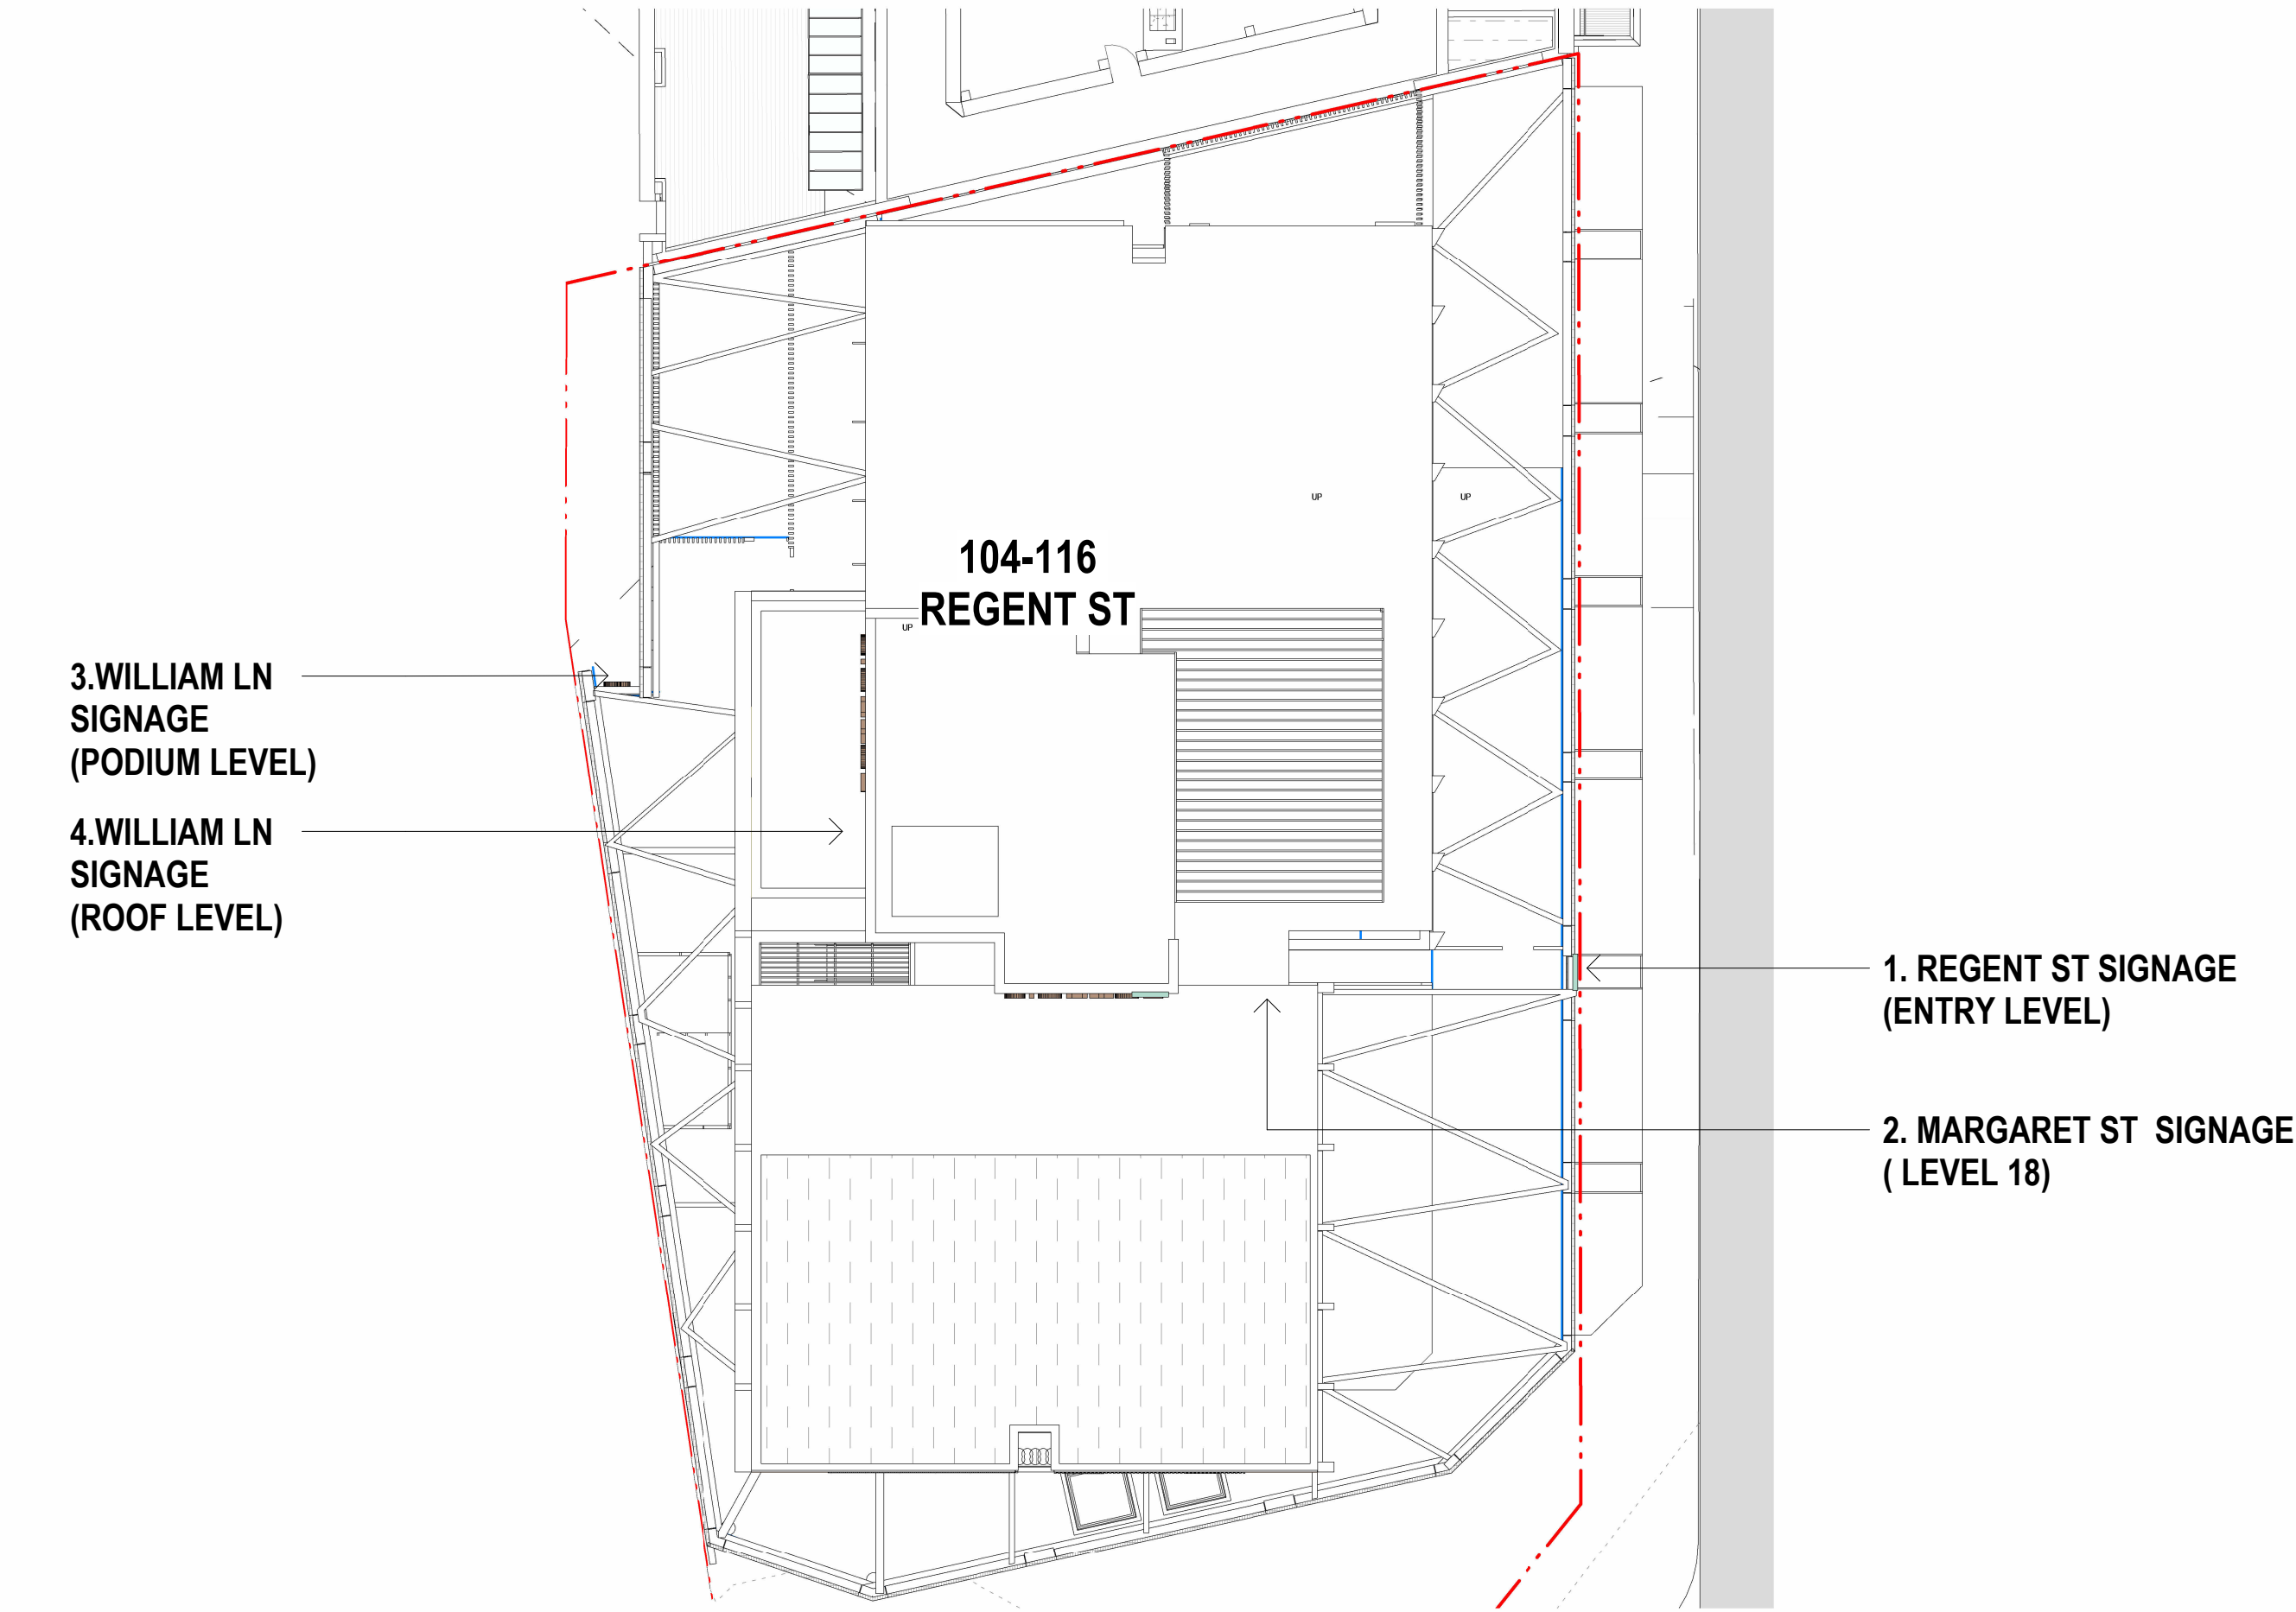 UP
UP
104-116
REGENT ST
UP
3.WILLIAM LN
SIGNAGE
(PODIUM LEVEL)
4.WILLIAM LN
SIGNAGE
(ROOF LEVEL)
1. REGENT ST SIGNAGE
(ENTRY LEVEL)
2. MARGARET ST  SIGNAGE
( LEVEL 18)